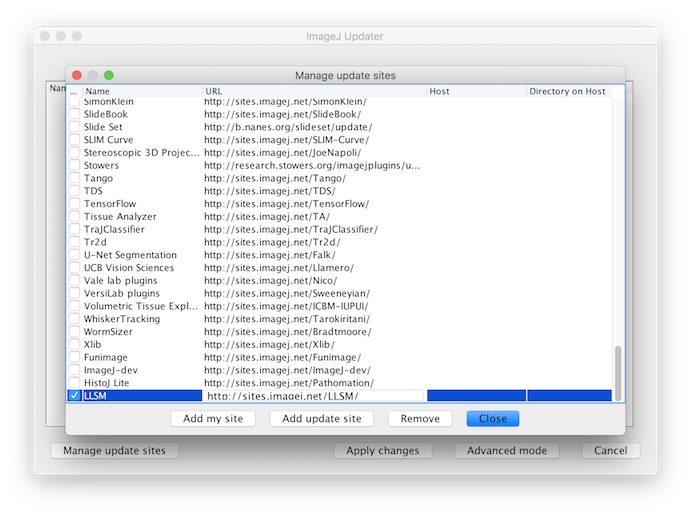 ImageJ Updater
Manage update sites
Nan
... Name URL Host Directory on Host
SimonKlein http://sites.imagej.net/SimonKlein/
SlideBook http://sites.imagej.net/SlideBook/
Slide Set http://b.nanes.org/slideset/update/
SLIM Curve http://sites.imagej.net/SLIM-Curve/
Stereoscopic 3D Projec... http://sites.imagej.net/JoeNapoli/
Stowers http://research.stowers.org/imagejplugins/u...
Tango http://sites.imagej.net/Tango/
TDS http://sites.imagej.net/TDS/
TensorFlow http://sites.imagej.net/TensorFlow/
Tissue Analyzer http://sites.imagej.net/TA/
TraJClassifier http://sites.imagej.net/TraJClassifier/
Tr2d http://sites.imagej.net/Tr2d/
U-Net Segmentation http://sites.imagej.net/Falk/
UCB Vision Sciences http://sites.imagej.net/Llamero/
Vale lab plugins http://sites.imagej.net/Nico/
VersiLab plugins http://sites.imagej.net/Sweeneyian/
Volumetric Tissue Expl... http://sites.imagej.net/ICBM-IUPUI/
WhiskerTracking http://sites.imagej.net/Tarokiritani/
WormSizer http://sites.imagej.net/Bradtmoore/
Xlib http://sites.imagej.net/Xlib/
Funimage http://sites.imagej.net/Funimage/
ImageJ-dev http://sites.imagej.net/ImageJ-dev/
HistoJ Lite http://sites.imagej.net/Pathomation/
LLSM http://sites.imagej.net/LLSM/
Add my site Add update site Remove Close
Manage update sites Apply changes Advanced mode Cancel